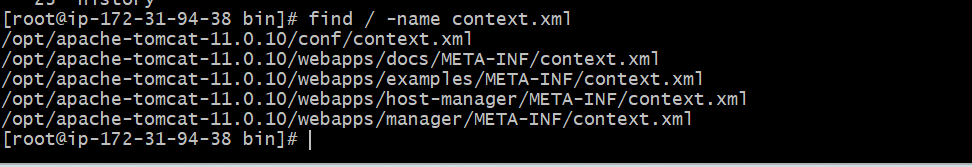 [root@ip-172-31-94-38 bin]# find / -name context.xml
/opt/apache-tomcat-11.0.10/conf/context.xml
/opt/apache-tomcat-11.0.10/webapps/docs/META-INF/context.xml
/opt/apache-tomcat-11.0.10/webapps/examples/META-INF/context.xml
/opt/apache-tomcat-11.0.10/webapps/host-manager/META-INF/context.xml
/opt/apache-tomcat-11.0.10/webapps/manager/META-INF/context.xml
[root@ip-172-31-94-38 bin]#